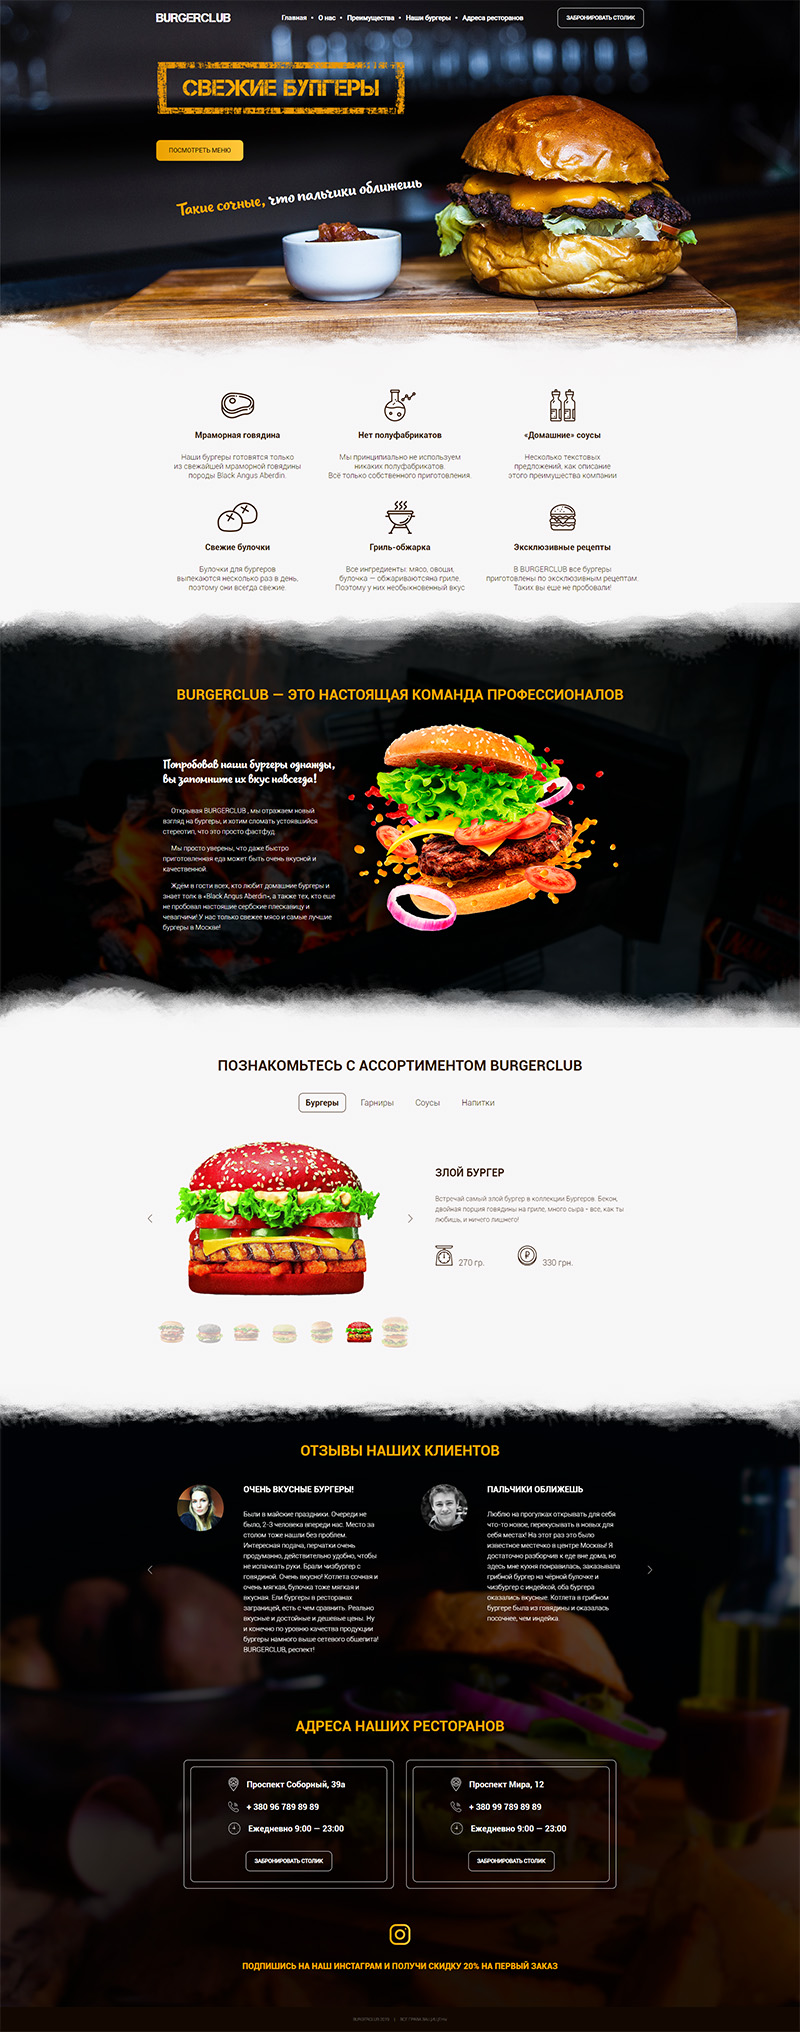 BURGERCLUB
Главная • О нас • Преимущества • Наши бургеры • Адреса ресторанов
ЗАБРОНИРОВАТЬ СТОЛИК
СВЕЖИЕ БУПГЕРЫ
ПОСМОТРЕТЬ МЕНЮ
Такие сочные, что пальчики оближешь
Мраморная говядина
Наши бургеры готовятся только
из свежайшей мраморной говядины
породы Black Angus Aberdin.
Нет полуфабрикатов
Мы принципиально не используем
никаких полуфабрикатов.
Всё только собственного приготовления.
«Домашние» соусы
Несколько текстовых
предложений, как описание
этого преимущества компании
Свежие булочки
Булочки для бургеров
выпекаются несколько раз в день,
поэтому они всегда свежие.
Гриль-обжарка
Все ингредиенты: мясо, овощи,
булочка — обжариваютсяна гриле.
Поэтому у них необыкновенный вкус
Эксклюзивные рецепты
В BURGERCLUB все бургеры
приготовлены по эксклюзивным рецептам.
Таких вы еще не пробовали!
BURGERCLUB — ЭТО НАСТОЯЩАЯ КОМАНДА ПРОФЕССИОНАЛОВ
Попробовав наши бургеры однажды,
вы запомните их вкус навсегда!
Открывая BURGERCLUB , мы отражаем новый
взгляд на бургеры, и хотим сломать устоявшийся
стереотип, что это просто фастфуд.
Мы просто уверены, что даже быстро
приготовленная еда может быть очень вкусной и
качественной.
Ждём в гости всех, кто любит домашние бургеры и
знает толк в «Black Angus Aberdin», а также тех, кто еще
не пробовал настоящие сербские плескавицу и
чевапчичи! У нас только свежее мясо и самые лучшие
бургеры в Москве!
ПОЗНАКОМЬТЕСЬ С АССОРТИМЕНТОМ BURGERCLUB
Бургеры Гарниры Соусы Напитки
ЗЛОЙ БУРГЕР
Встречай самый злой бургер в коллекции Бургеров. Бекон,
двойная порция говядины на гриле, много сыра - все, как ты
любишь, и ничего лишнего!
270 гр. 330 грн.
ОТЗЫВЫ НАШИХ КЛИЕНТОВ
ОЧЕНЬ ВКУСНЫЕ БУРГЕРЫ!
Были в майские праздники. Очереди не
было, 2-3 человека впереди нас. Место за
столом тоже нашли без проблем.
Интересная подача, перчатки очень
продуманно, действительно удобно, чтобы
не испачкать руки. Брали чизбургер с
говядиной. Очень вкусно! Котлета сочная и
очень мягкая, булочка тоже мягкая и
вкусная. Ели бургеры в ресторанах
заграницей, есть с чем сравнить. Реально
вкусные и достойные и дешевые цены. Ну
и конечно по уровню качества продукции
бургеры намного выше сетевого обшепита!
BURGERCLUB, респект!
ПАЛЬЧИКИ ОБЛИЖЕШЬ
Люблю на прогулках открывать для себя
что-то новое, перекусывать в новых для
себя местах! На этот раз это было
известное местечко в центре Москвы! Я
достаточно разборчив к еде вне дома, но
здесь мне кухня понравилась, заказывала
грибной бургер на чёрной булочке и
чизбургер с индейкой, оба бургера
оказались вкусные. Котлета в грибном
бургере была из говядины и оказалась
посочнее, чем индейка.
АДРЕСА НАШИХ РЕСТОРАНОВ
Проспект Соборный, 39а
+ 380 96 789 89 89
Ежедневно 9:00 — 23:00
ЗАБРОНИРОВАТЬ СТОЛИК
Проспект Мира, 12
+ 380 99 789 89 89
Ежедневно 9:00 — 23:00
ЗАБРОНИРОВАТЬ СТОЛИК
ПОДПИШИСЬ НА НАШ ИНСТАГРАМ И ПОЛУЧИ СКИДКУ 20% НА ПЕРВЫЙ ЗАКАЗ